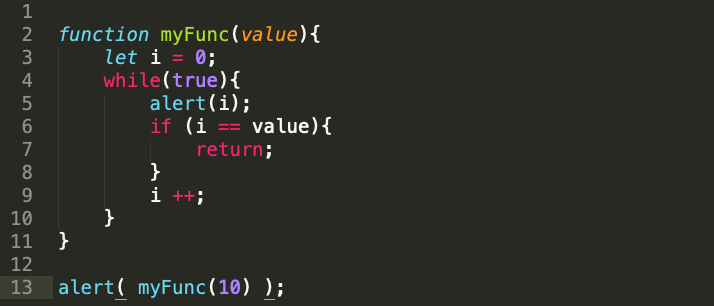 1
2 function myFunc(value){
3     let i = 0;
4     while(true){
5         alert(i);
6         if (i == value){
7             return;
8         }
9         i ++;
10     }
11 }
12
13 alert( myFunc(10) );